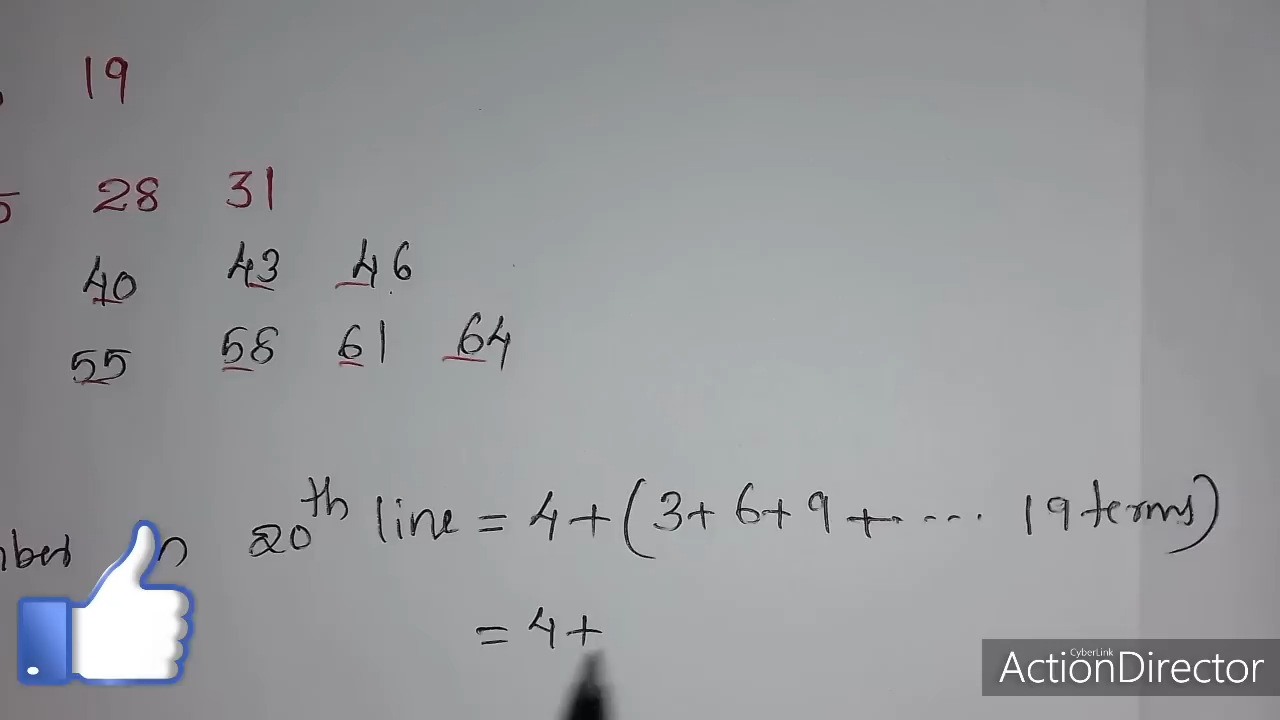 19
28 31
40 43 46
55 58 61 64
20th line = 4+(3+6+9+.... 19 terms)
= 4+
CyberLink
ActionDirector